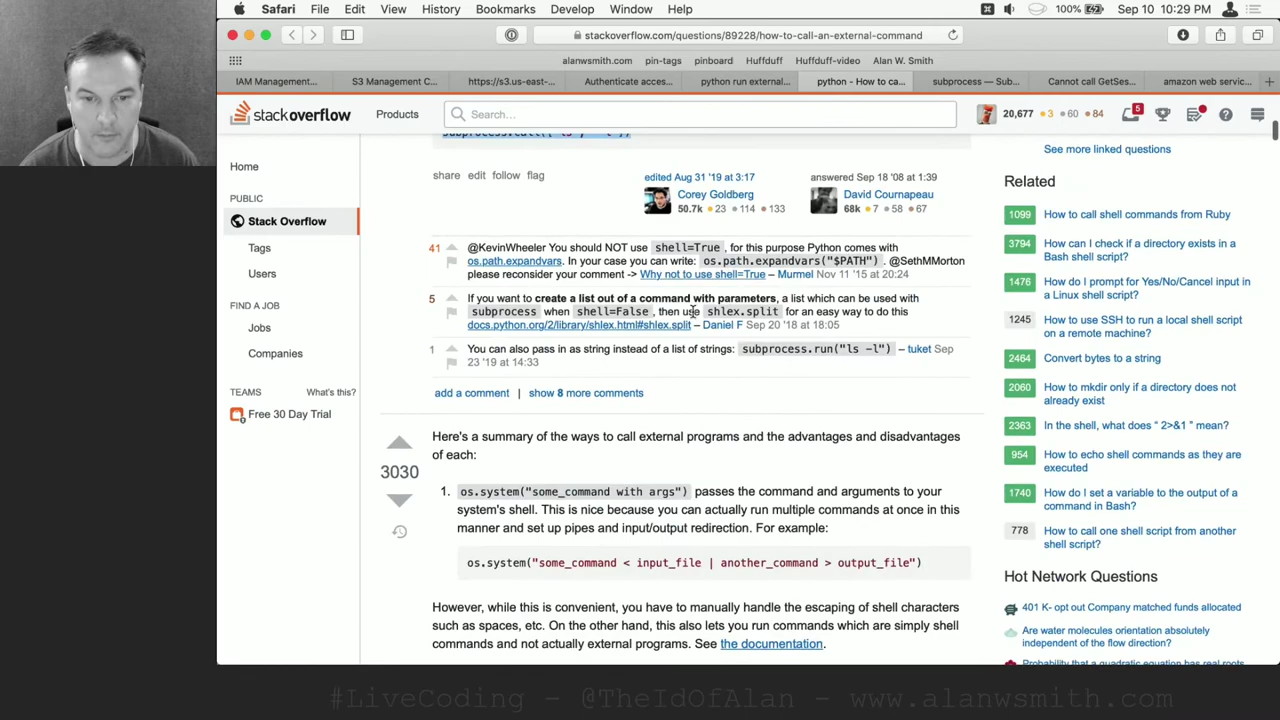 Safari File Edit View History Bookmarks Develop Window Help 100% Sep 10 10:29 PM
stackoverflow.com/questions/89228/how-to-call-an-external-command
alanwsmith.com pin-tags pinboard Huffduff Huffduff-video Alan W. Smith
IAM Management... S3 Management C... https://s3.us-east-... Authenticate acces... python run external... python - How to ca... subprocess — Sub... Cannot call GetSes... amazon web servic...
stackoverflow Products Search... 20,677 3 60 84 5
Home
PUBLIC
Stack Overflow
Tags
Users
FIND A JOB
Jobs
Companies
TEAMS What's this?
Free 30 Day Trial
subprocess.call(["ls", "-l"])
share edit follow flag
edited Aug 31 '19 at 3:17
Corey Goldberg
50.7k 23 114 133
answered Sep 18 '08 at 1:39
David Cournapeau
68k 7 58 67
41 @KevinWheeler You should NOT use shell=True, for this purpose Python comes with
os.path.expandvars. In your case you can write: os.path.expandvars("$PATH"). @SethMMorton
please reconsider your comment -> Why not to use shell=True – Murmel Nov 11 '15 at 20:24
5 If you want to create a list out of a command with parameters, a list which can be used with
subprocess when shell=False, then use shlex.split for an easy way to do this
docs.python.org/2/library/shlex.html#shlex.split – Daniel F Sep 20 '18 at 18:05
1 You can also pass in as string instead of a list of strings: subprocess.run("ls -l") – tuket Sep
23 '19 at 14:33
add a comment | show 8 more comments
3030
Here's a summary of the ways to call external programs and the advantages and disadvantages
of each:
1. os.system("some_command with args") passes the command and arguments to your
system's shell. This is nice because you can actually run multiple commands at once in this
manner and set up pipes and input/output redirection. For example:
os.system("some_command < input_file | another_command > output_file")
However, while this is convenient, you have to manually handle the escaping of shell characters
such as spaces, etc. On the other hand, this also lets you run commands which are simply shell
commands and not actually external programs. See the documentation.
See more linked questions
Related
1099 How to call shell commands from Ruby
3794 How can I check if a directory exists in a
Bash shell script?
1476 How do I prompt for Yes/No/Cancel input in
a Linux shell script?
1245 How to use SSH to run a local shell script
on a remote machine?
2464 Convert bytes to a string
2060 How to mkdir only if a directory does not
already exist
2363 In the shell, what does " 2>&1 " mean?
954 How to echo shell commands as they are
executed
1740 How do I set a variable to the output of a
command in Bash?
778 How to call one shell script from another
shell script?
Hot Network Questions
401 K- opt out Company matched funds allocated
Are water molecules orientation absolutely
independent of the flow direction?
Probability that a quadratic equation has real roots
#LiveCoding - @TheIdOfAlan - www.alanwsmith.com